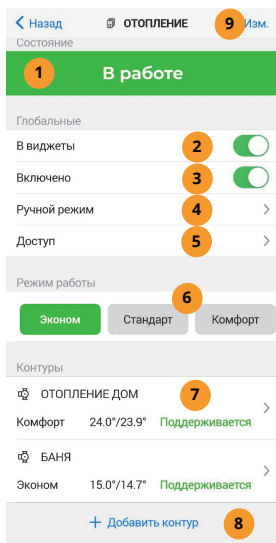 Назад ОТОПЛЕНИЕ 9 Изм.
Состояние
1 В работе
Глобальные
В виджеты 2
Включено 3
Ручной режим 4
Доступ 5
Режим работы
6
Эконом Стандарт Комфорт
Контуры
ОТОПЛЕНИЕ ДОМ 7
Комфорт 24.0°/23.9° Поддерживается
БАНЯ
Эконом 15.0°/14.7° Поддерживается
+ Добавить контур 8